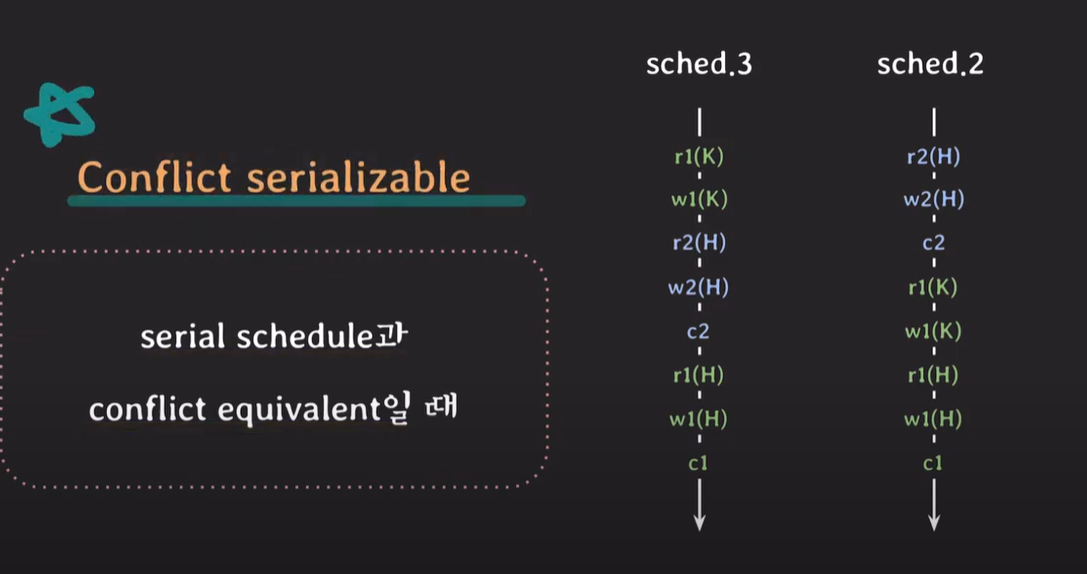 Conflict serializable
serial schedule과
conflict equivalent일 때
sched.3
r1(K)
w1(K)
r2(H)
w2(H)
c2
r1(H)
w1(H)
c1
sched.2
r2(H)
w2(H)
c2
r1(K)
w1(K)
r1(H)
w1(H)
c1